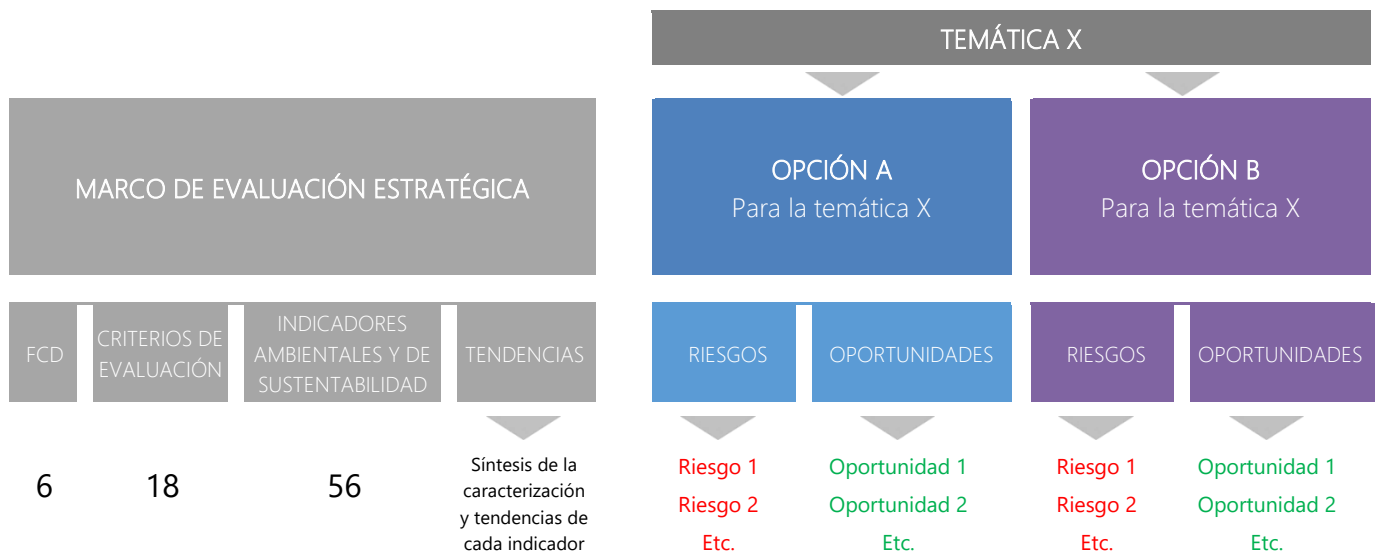 TEMÁTICA X
MARCO DE EVALUACIÓN ESTRATÉGICA
OPCIÓN A
Para la temática X
OPCIÓN B
Para la temática X
FCD
CRITERIOS DE
EVALUACIÓN
INDICADORES
AMBIENTALES Y DE
SUSTENTABILIDAD
TENDENCIAS
RIESGOS
OPORTUNIDADES
RIESGOS
OPORTUNIDADES
6
18
56
Síntesis de la
caracterización
y tendencias de
cada indicador
Riesgo 1
Riesgo 2
Etc.
Oportunidad 1
Oportunidad 2
Etc.
Riesgo 1
Riesgo 2
Etc.
Oportunidad 1
Oportunidad 2
Etc.